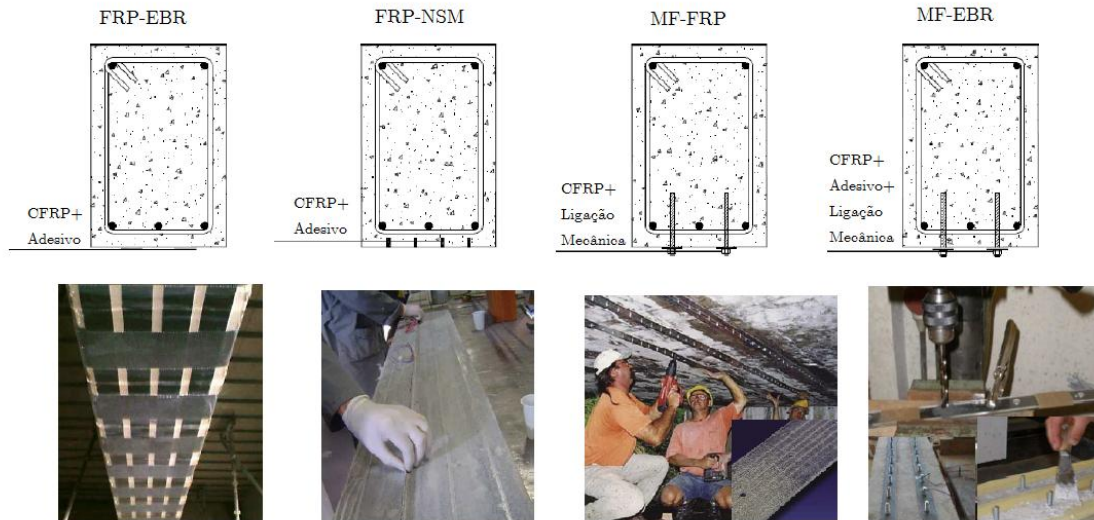 FRP-EBR
FRP-NSM
MF-FRP
MF-EBR
CFRP+
Adesivo
CFRP+
Adesivo
CFRP+
Ligação
Mecânica
CFRP+
Adesivo+
Ligação
Mecânica